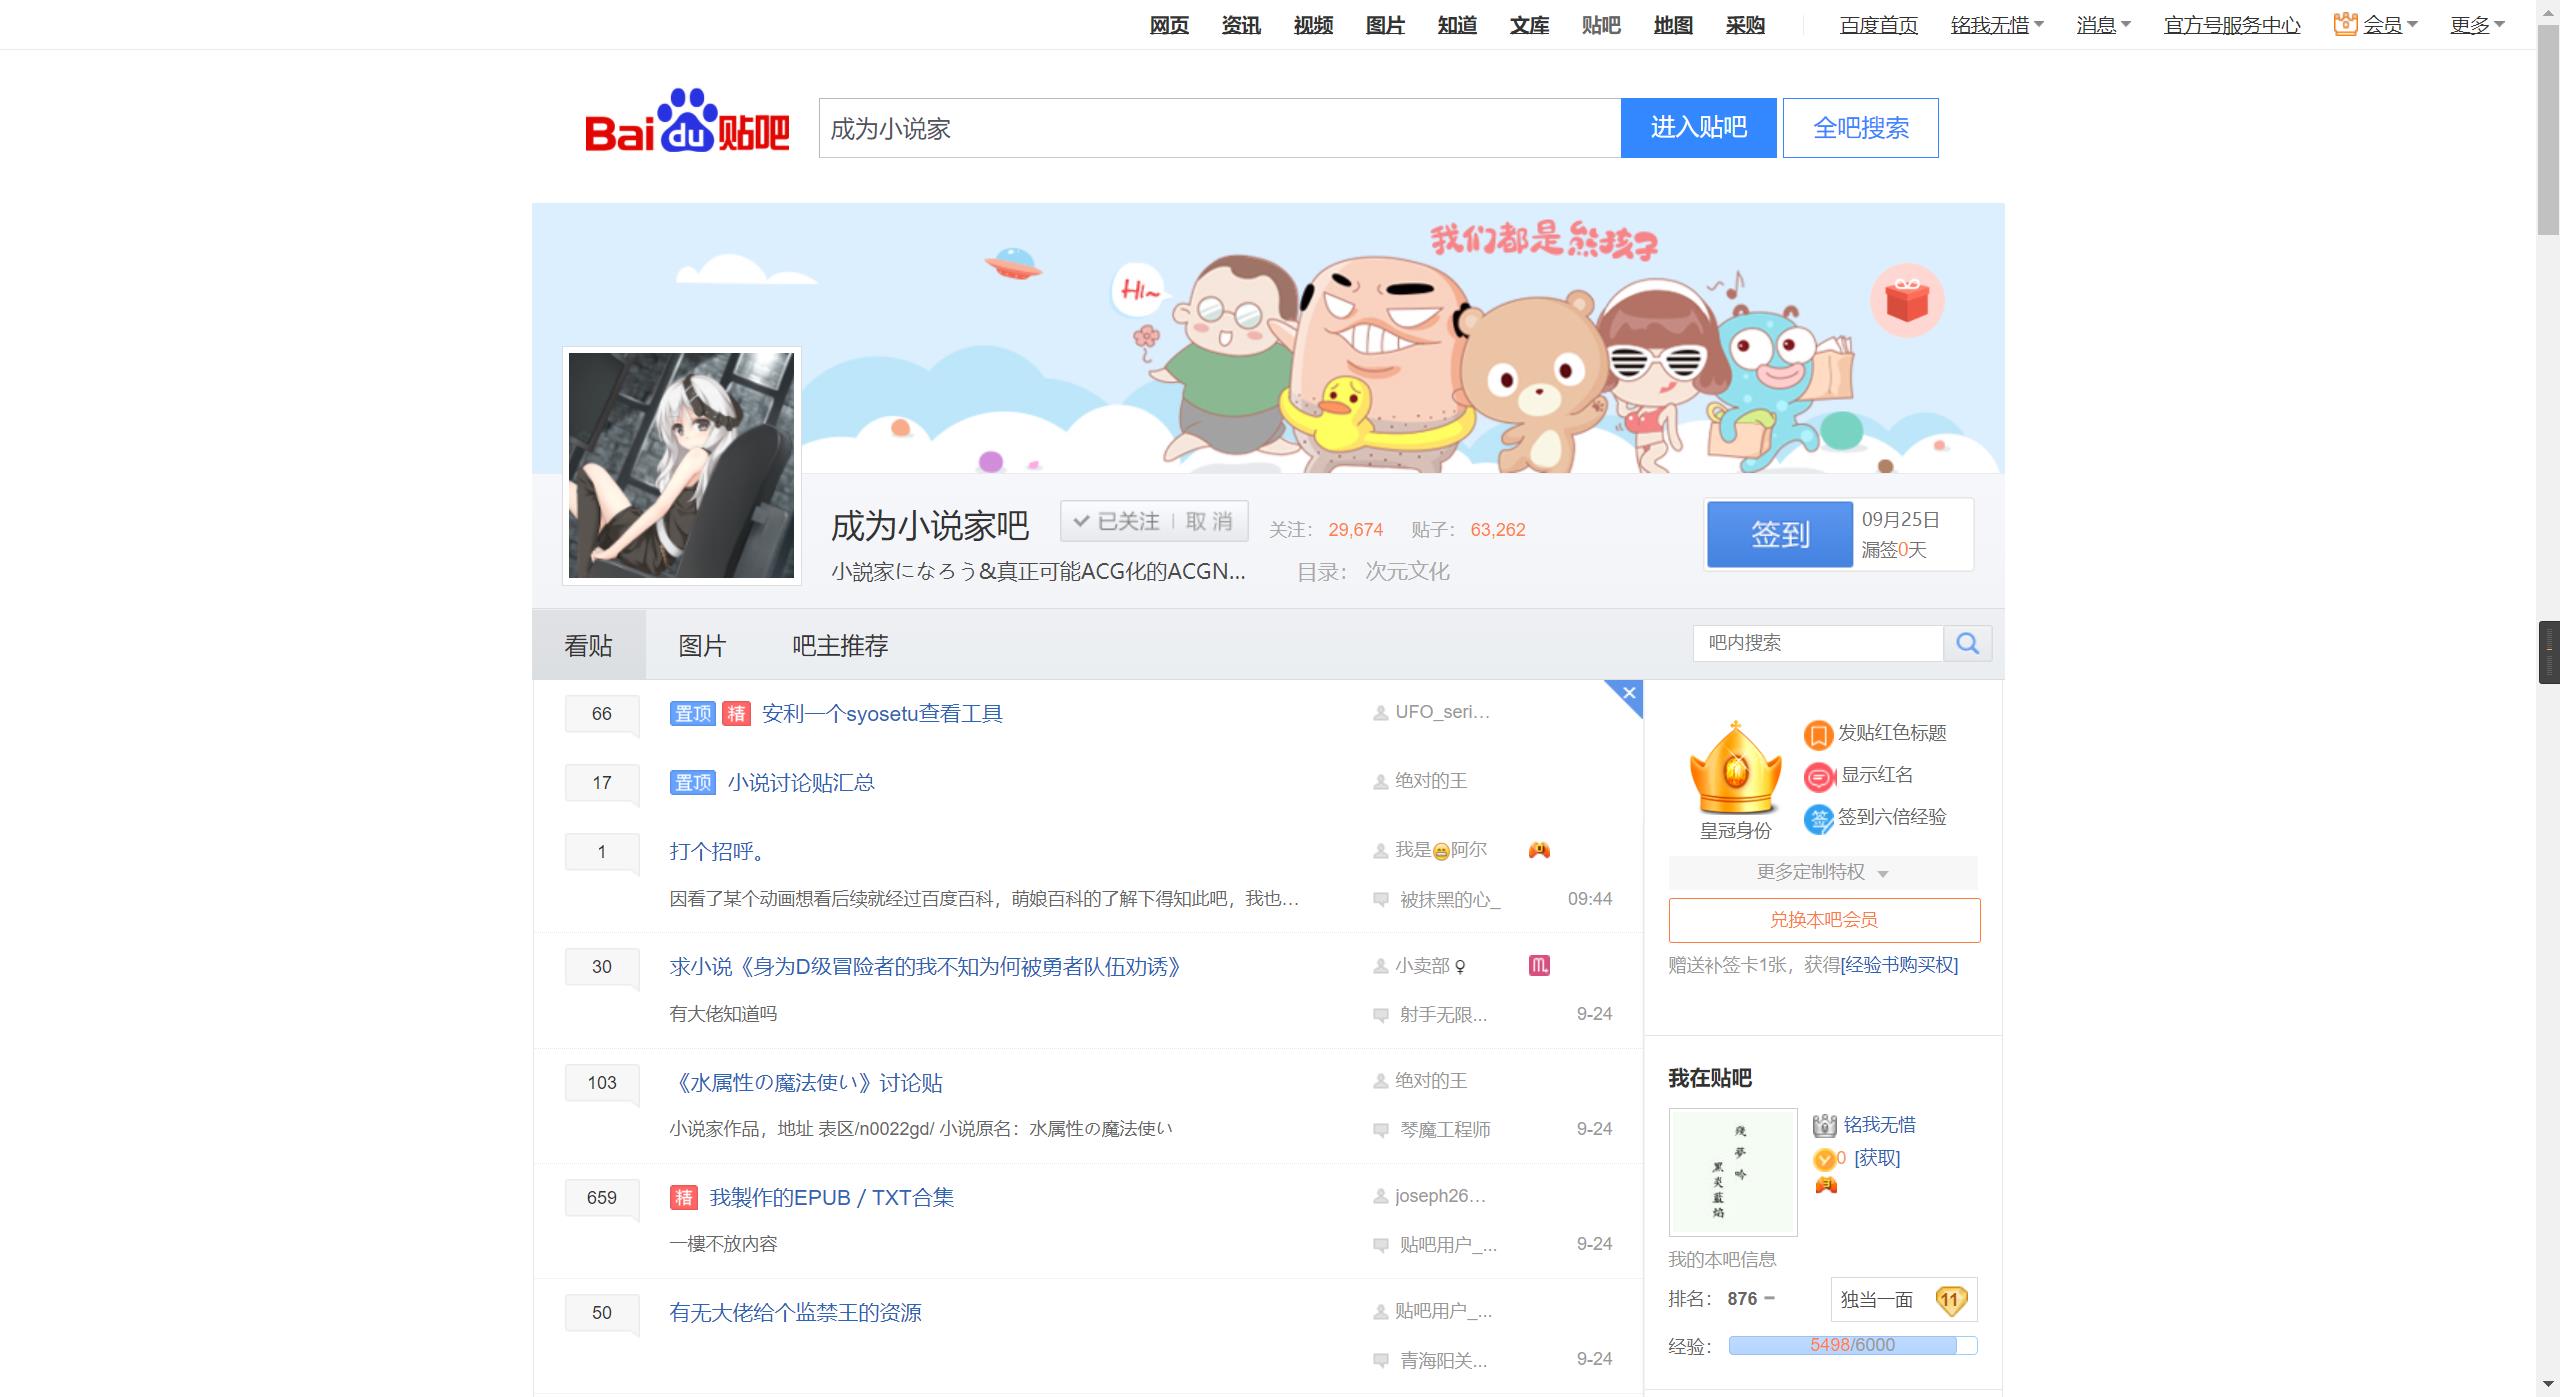 网页 资讯 视频 图片 知道 文库 贴吧 地图 采购 百度首页 铭我无惜 消息 官方号服务中心 会员 更多
Baidu贴吧 成为小说家 进入贴吧 全吧搜索
我们都是熊孩子
Hi~
成为小说家吧 已关注 | 取消 关注： 29,674 贴子： 63,262
签到 09月25日
漏签0天
小説家になろう&真正可能ACG化的ACGN... 目录： 次元文化
看贴 图片 吧主推荐 吧内搜索
66 置顶 精 安利一个syosetu查看工具 UFO_seri...
17 置顶 小说讨论贴汇总 绝对的王
1 打个招呼。 我是😁阿尔
因看了某个动画想看后续就经过百度百科，萌娘百科的了解下得知此吧，我也... 被抹黑的心_ 09:44
30 求小说《身为D级冒险者的我不知为何被勇者队伍劝诱》 小卖部♀
有大佬知道吗 射手无限... 9-24
103 《水属性の魔法使い》讨论贴 绝对的王
小说家作品，地址 表区/n0022gd/ 小说原名：水属性の魔法使い 琴魔工程师 9-24
659 精 我製作的EPUB / TXT合集 joseph26...
一樓不放內容 贴吧用户_... 9-24
50 有无大佬给个监禁王的资源 贴吧用户_...
青海阳关... 9-24
发贴红色标题
显示红名
签 签到六倍经验
皇冠身份
更多定制特权
兑换本吧会员
赠送补签卡1张，获得[经验书购买权]
我在贴吧
残梦吟
黑炎蓝焰
铭我无惜
0 [获取]
3
我的本吧信息
排名： 876 独当一面 11
经验： 5498/6000